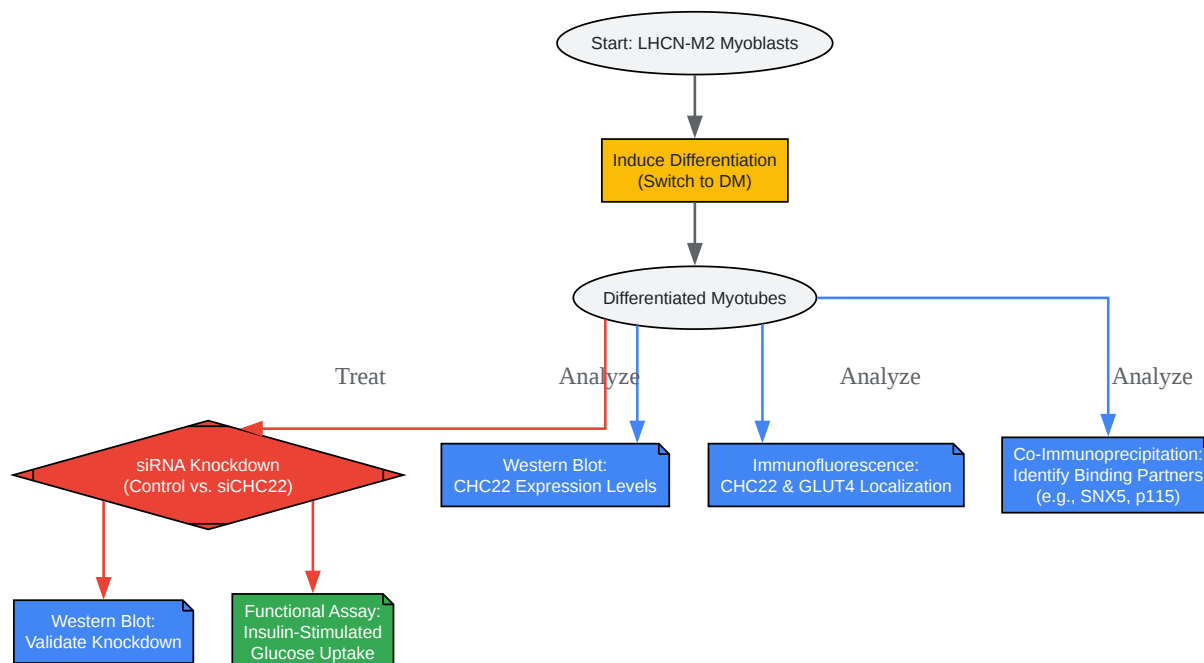 Start: LHCN-M2 Myoblasts
Induce Differentiation
(Switch to DM)
Differentiated Myotubes
Treat
Analyze
Analyze
Analyze
siRNA Knockdown
(Control vs. siCHC22)
Western Blot:
CHC22 Expression Levels
Immunofluorescence:
CHC22 & GLUT4 Localization
Co-Immunoprecipitation:
Identify Binding Partners
(e.g., SNX5, p115)
Western Blot:
Validate Knockdown
Functional Assay:
Insulin-Stimulated
Glucose Uptake